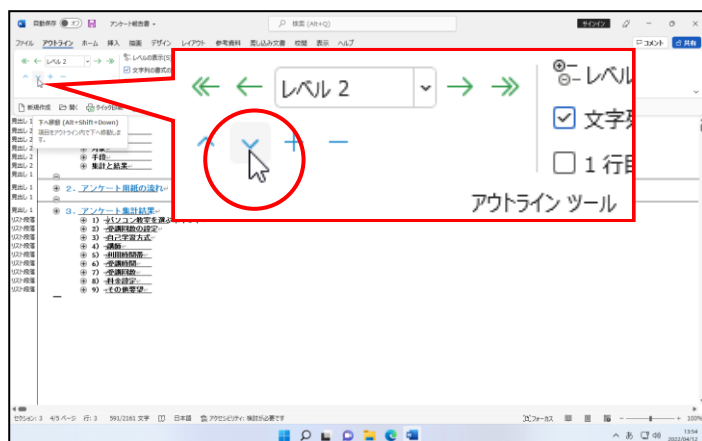 自動保存 オフ アンケート報告書 検索 (Alt+Q) サインイン
ファイル アウトライン ホーム 挿入 描画 デザイン レイアウト 参考資料 差し込み文書 校閲 表示 ヘルプ コメント 共有
レベル 2 レベルの表示(S)
文字列の書式の
新規作成 開く クイック印刷
下へ移動 (Alt+Shift+Down)
項目をアウトライン内で下へ移動します。
レベル 2 レベル
文字列
1 行目
アウトライン ツール
見出し 1
見出し 2 対象
見出し 2 手段
見出し 2 集計と結果
見出し 1
見出し 1 2. アンケート用紙の流れ
見出し 1
見出し 1 3. アンケート集計結果
リスト段落 1) パソコン教室を選ぶ
リスト段落 2) 受講回数の設定
リスト段落 3) 自己学習方式
リスト段落 4) 講師
リスト段落 5) 利用時間帯
リスト段落 6) 受講時間
リスト段落 7) 受講回数
リスト段落 8) 料金設定
リスト段落 9) その他要望
セクション: 3 4/5 ページ 行: 3 591/2161 文字 日本語 アクセシビリティ: 検討が必要です フォーカス 100%
あ 13:54
2022/04/12